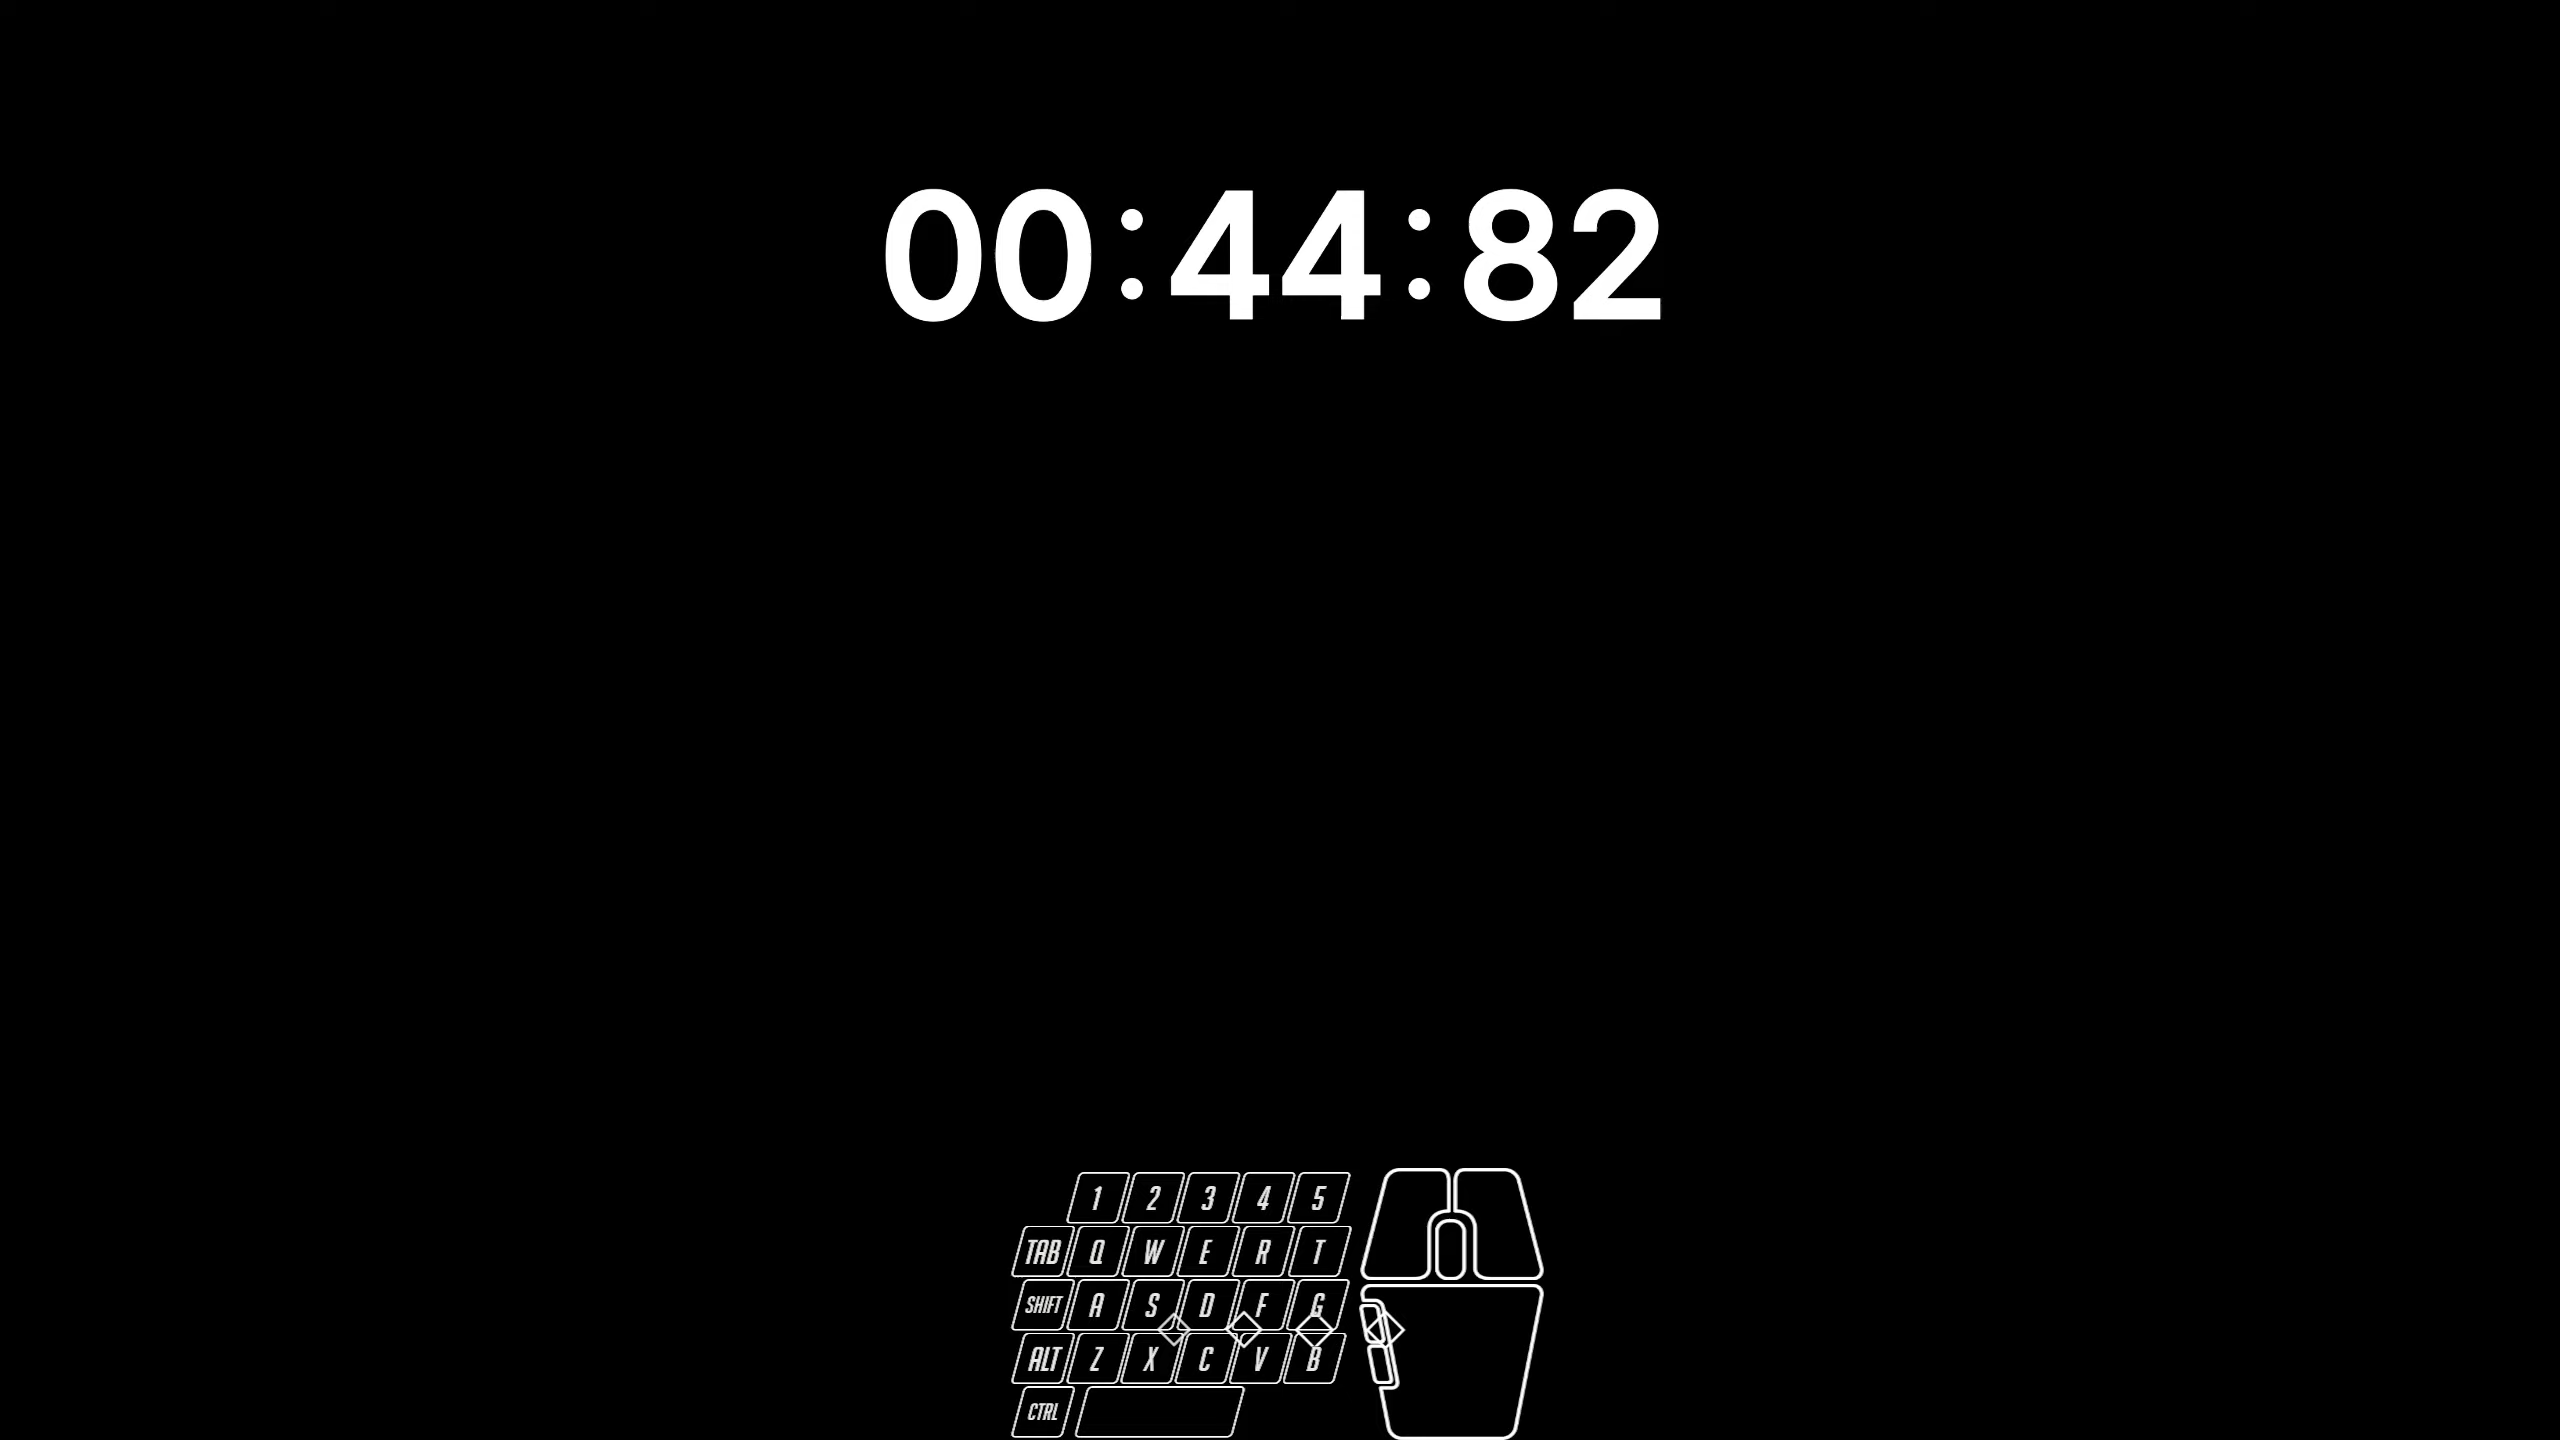 00:44:82
1 2 3 4 5
TAB Q W E R T
SHIFT A S D F G
ALT Z X C V B
CTRL